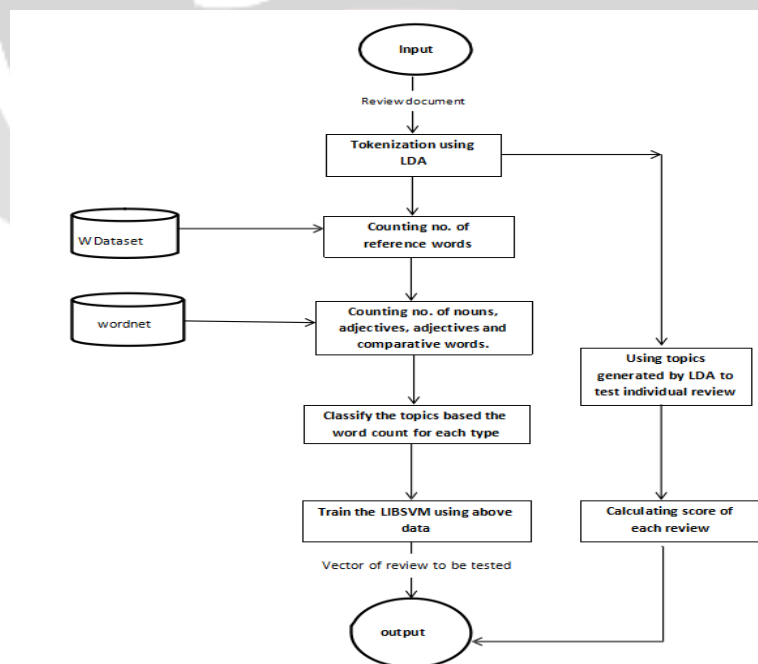 Input
Review document
Tokenization using
LDA
W Dataset
Counting no. of
reference words
wordnet
Counting no. of nouns,
adjectives, adjectives and
comparative words.
Using topics
generated by LDA to
test individual review
Classify the topics based the
word count for each type
Train the LIBSVM using above
data
Calculating score of
each review
Vector of review to be tested
output